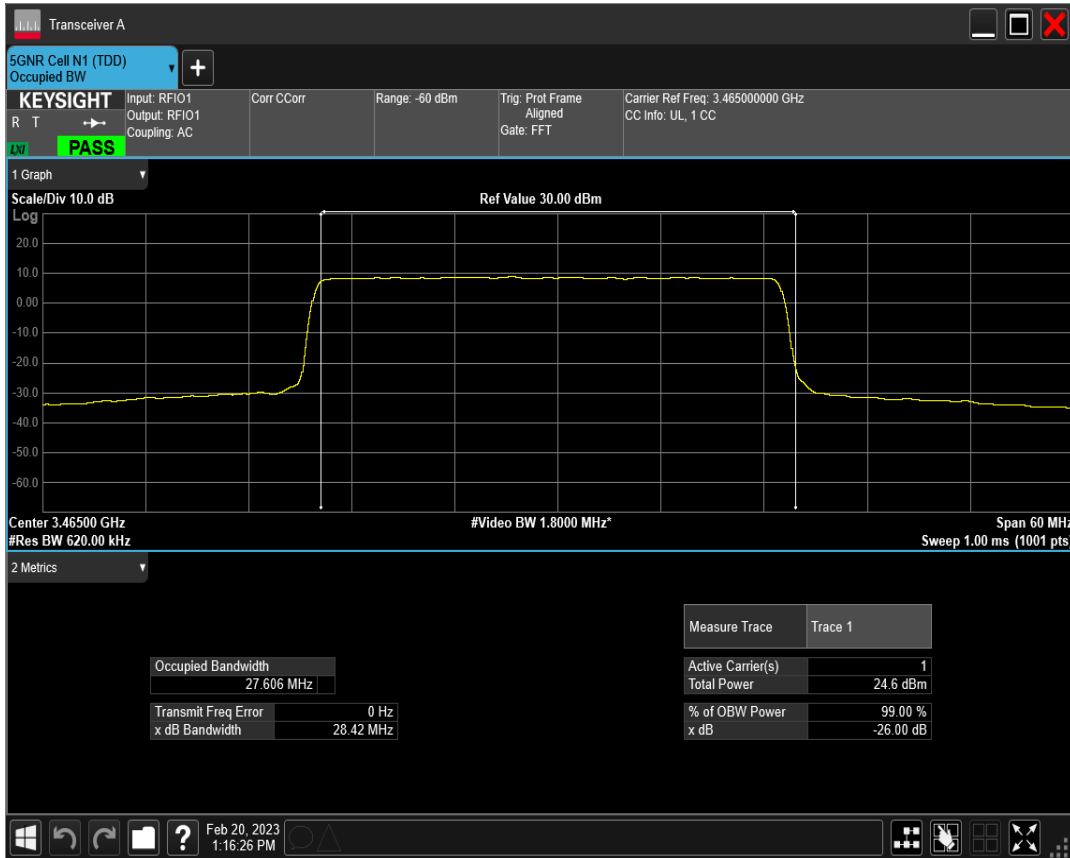 Transceiver A
5GNR Cell N1 (TDD)
Occupied BW
+
KEYSIGHT
R T
LXI
PASS
Input: RFIO1
Output: RFIO1
Coupling: AC
Corr CCorr
Range: -60 dBm
Trig: Prot Frame
Aligned
Gate: FFT
Carrier Ref Freq: 3.465000000 GHz
CC Info: UL, 1 CC
1 Graph
Scale/Div 10.0 dB
Ref Value 30.00 dBm
Log
20.0
10.0
0.00
-10.0
-20.0
-30.0
-40.0
-50.0
-60.0
Center 3.46500 GHz
#Video BW 1.8000 MHz*
Span 60 MHz
#Res BW 620.00 kHz
Sweep 1.00 ms (1001 pts)
2 Metrics
Measure Trace Trace 1
Occupied Bandwidth
27.606 MHz
Active Carrier(s) 1
Total Power 24.6 dBm
Transmit Freq Error 0 Hz
x dB Bandwidth 28.42 MHz
% of OBW Power 99.00 %
x dB -26.00 dB
?
Feb 20, 2023
1:16:26 PM